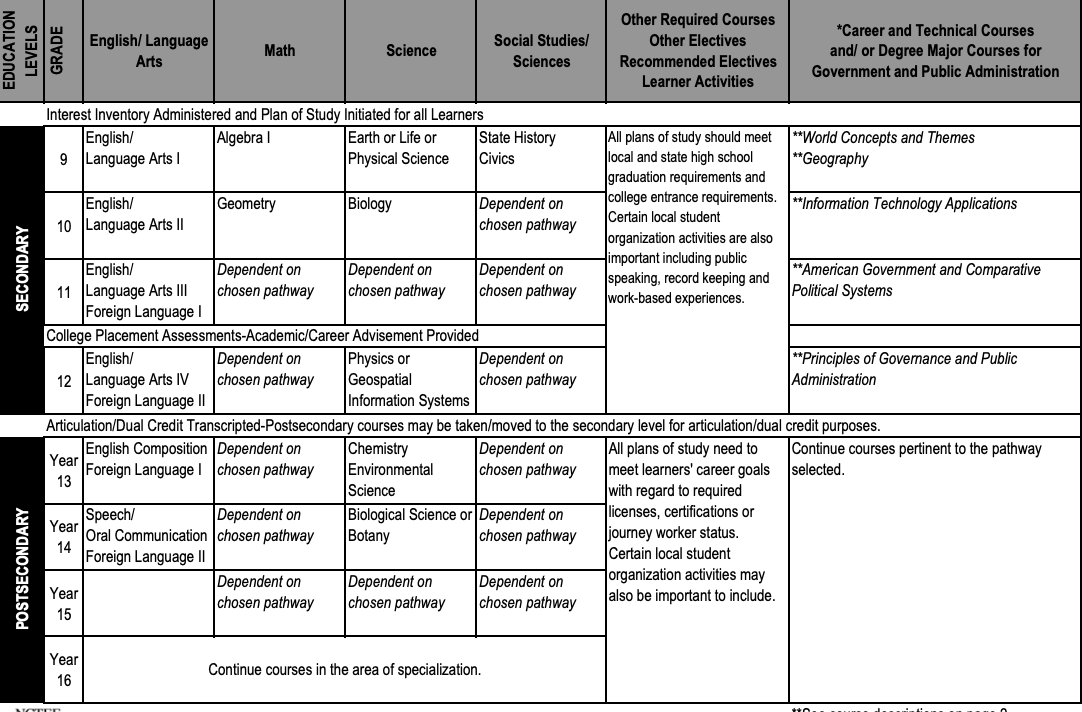 EDUCATION
LEVELS
GRADE
English/ Language
Arts
Math
Science
Social Studies/
Sciences
Other Required Courses
Other Electives
Recommended Electives
Learner Activities
*Career and Technical Courses
and/ or Degree Major Courses for
Government and Public Administration
Interest Inventory Administered and Plan of Study Initiated for all Learners
SECONDARY
9
English/
Language Arts I
Algebra I
Earth or Life or
Physical Science
State History
Civics
All plans of study should meet
local and state high school
graduation requirements and
college entrance requirements.
Certain local student
organization activities are also
important including public
speaking, record keeping and
work-based experiences.
**World Concepts and Themes
**Geography
10
English/
Language Arts II
Geometry
Biology
Dependent on
chosen pathway
**Information Technology Applications
11
English/
Language Arts III
Foreign Language I
Dependent on
chosen pathway
Dependent on
chosen pathway
Dependent on
chosen pathway
**American Government and Comparative
Political Systems
College Placement Assessments-Academic/Career Advisement Provided
12
English/
Language Arts IV
Foreign Language II
Dependent on
chosen pathway
Physics or
Geospatial
Information Systems
Dependent on
chosen pathway
**Principles of Governance and Public
Administration
Articulation/Dual Credit Transcripted-Postsecondary courses may be taken/moved to the secondary level for articulation/dual credit purposes.
POSTSECONDARY
Year
13
English Composition
Foreign Language I
Dependent on
chosen pathway
Chemistry
Environmental
Science
Dependent on
chosen pathway
All plans of study need to
meet learners' career goals
with regard to required
licenses, certifications or
journey worker status.
Certain local student
organization activities may
also be important to include.
Continue courses pertinent to the pathway
selected.
Year
14
Speech/
Oral Communication
Foreign Language II
Dependent on
chosen pathway
Biological Science or
Botany
Dependent on
chosen pathway
Year
15
Dependent on
chosen pathway
Dependent on
chosen pathway
Dependent on
chosen pathway
Year
16
Continue courses in the area of specialization.